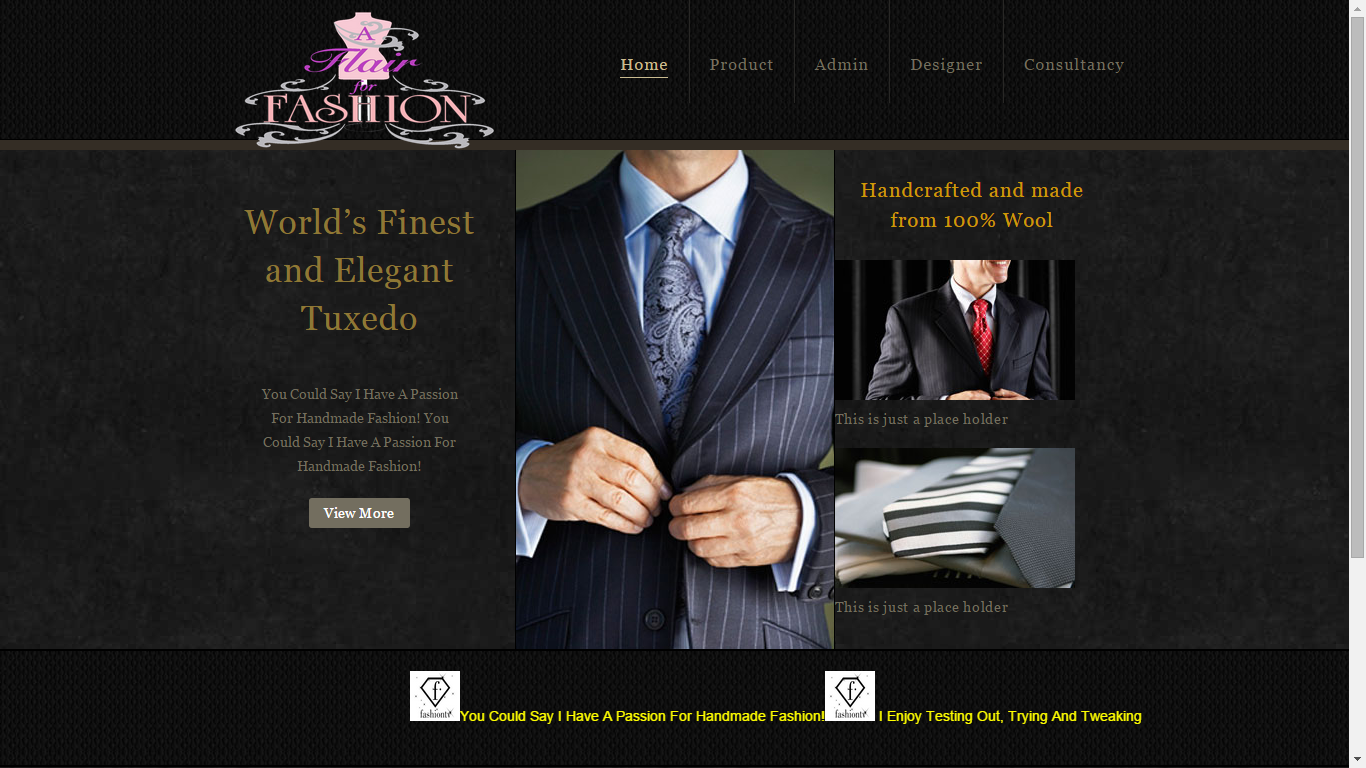 A
Flair
for
FASHION
Home Product Admin Designer Consultancy
World's Finest
and Elegant
Tuxedo
You Could Say I Have A Passion
For Handmade Fashion! You
Could Say I Have A Passion For
Handmade Fashion!
View More
Handcrafted and made
from 100% Wool
This is just a place holder
This is just a place holder
f
fashiontv
You Could Say I Have A Passion For Handmade Fashion!
f
fashiontv
I Enjoy Testing Out, Trying And Tweaking